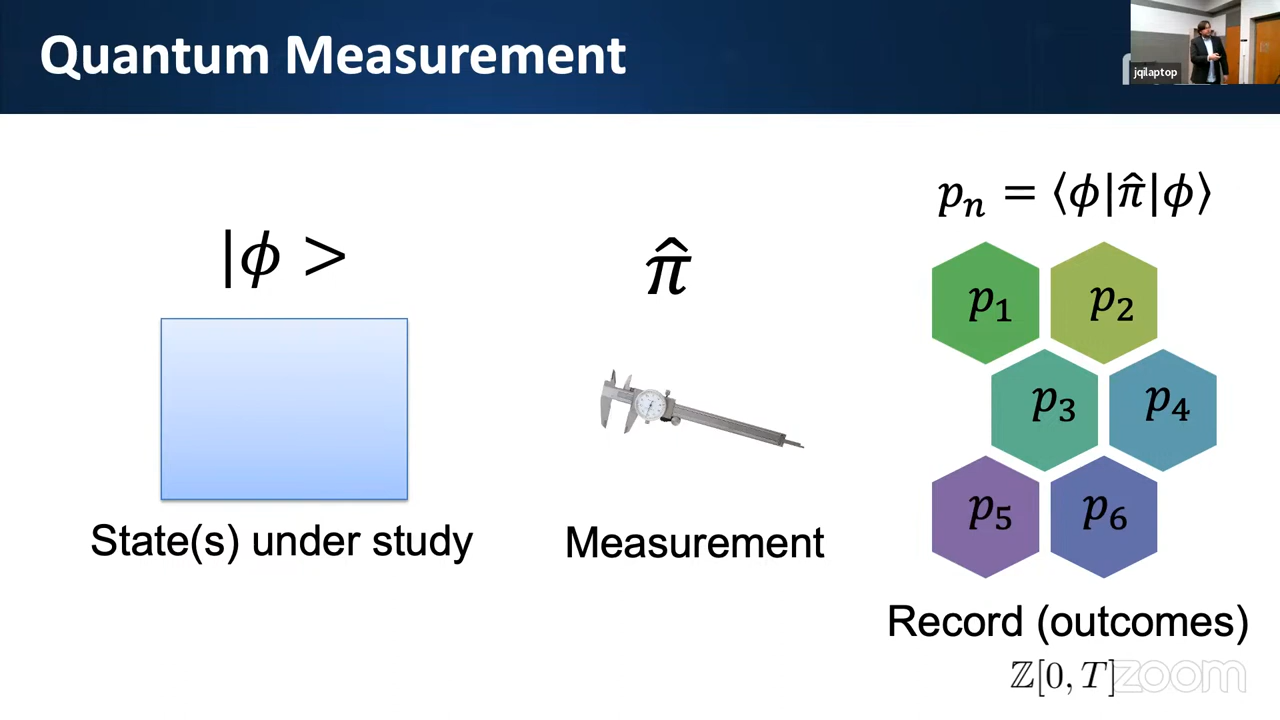 Quantum Measurement
jqilaptop
|ϕ >
π̂
pₙ = ⟨ϕ|π̂|ϕ⟩
p₁
p₂
p₃
p₄
p₅
p₆
State(s) under study
Measurement
Record (outcomes)
ℤ[0, T]
zoom